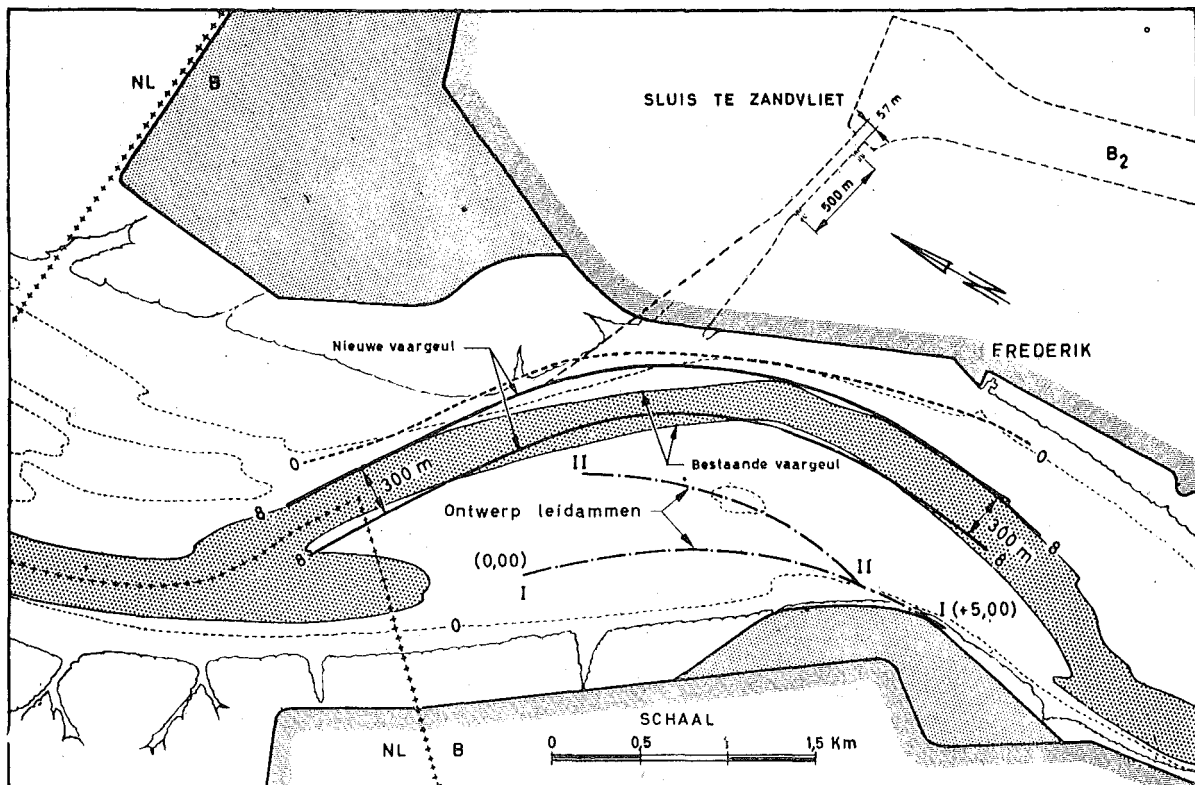 NL B
SLUIS TE ZANDVLIET
57 m
B2
500 m
N
FREDERIK
Nieuwe vaargeul
0
300 m
II
Bestaande vaargeul
0
8
Ontwerp leidammen
300 m
8
8
8
(0,00)
I
II
I (+5,00)
0
SCHAAL
NL B
0 0,5 1 1,5 Km